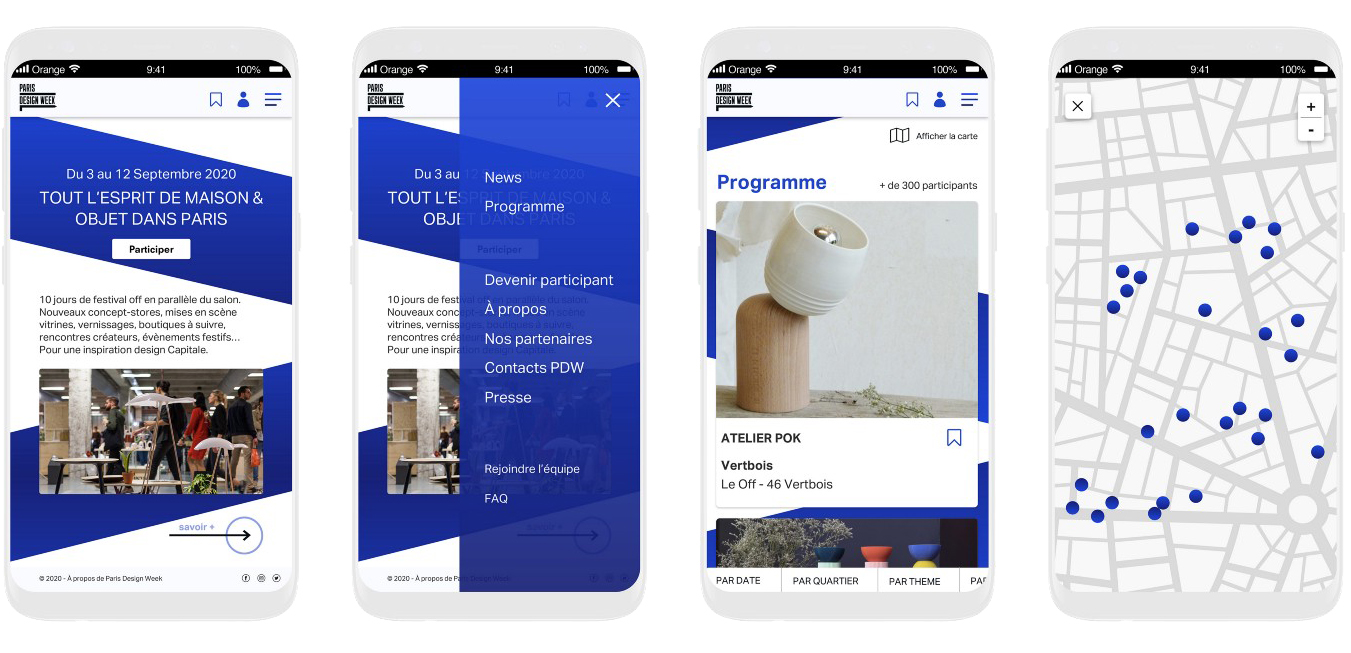 Orange
9:41
100%
PARIS
DESIGN WEEK
Du 3 au 12 Septembre 2020
TOUT L'ESPRIT DE MAISON &
OBJET DANS PARIS
Participer
10 jours de festival off en parallèle du salon.
Nouveaux concept-stores, mises en scène
vitrines, vernissages, boutiques à suivre,
rencontres créateurs, évènements festifs...
Pour une inspiration design Capitale.
savoir +
© 2020 - À propos de Paris Design Week
Orange
9:41
100%
PARIS
DESIGN WEEK
Du 3 au 12 Septembre 2020
TOUT L'ESPRIT DE MAISON &
OBJET DANS PARIS
Participer
10 jours de festival off en parallèle du salon.
Nouveaux concept-stores, mises en scène
vitrines, vernissages, boutiques à suivre,
rencontres créateurs, évènements festifs...
Pour une inspiration design Capitale.
savoir +
© 2020 - À propos de Paris Design Week
News
Programme
Devenir participant
À propos
Nos partenaires
Contacts PDW
Presse
Rejoindre l'équipe
FAQ
Orange
9:41
100%
PARIS
DESIGN WEEK
Afficher la carte
Programme
+ de 300 participants
ATELIER POK
Vertbois
Le Off - 46 Vertbois
PAR DATE
PAR QUARTIER
PAR THEME
PAR
Orange
9:41
100%
+
-